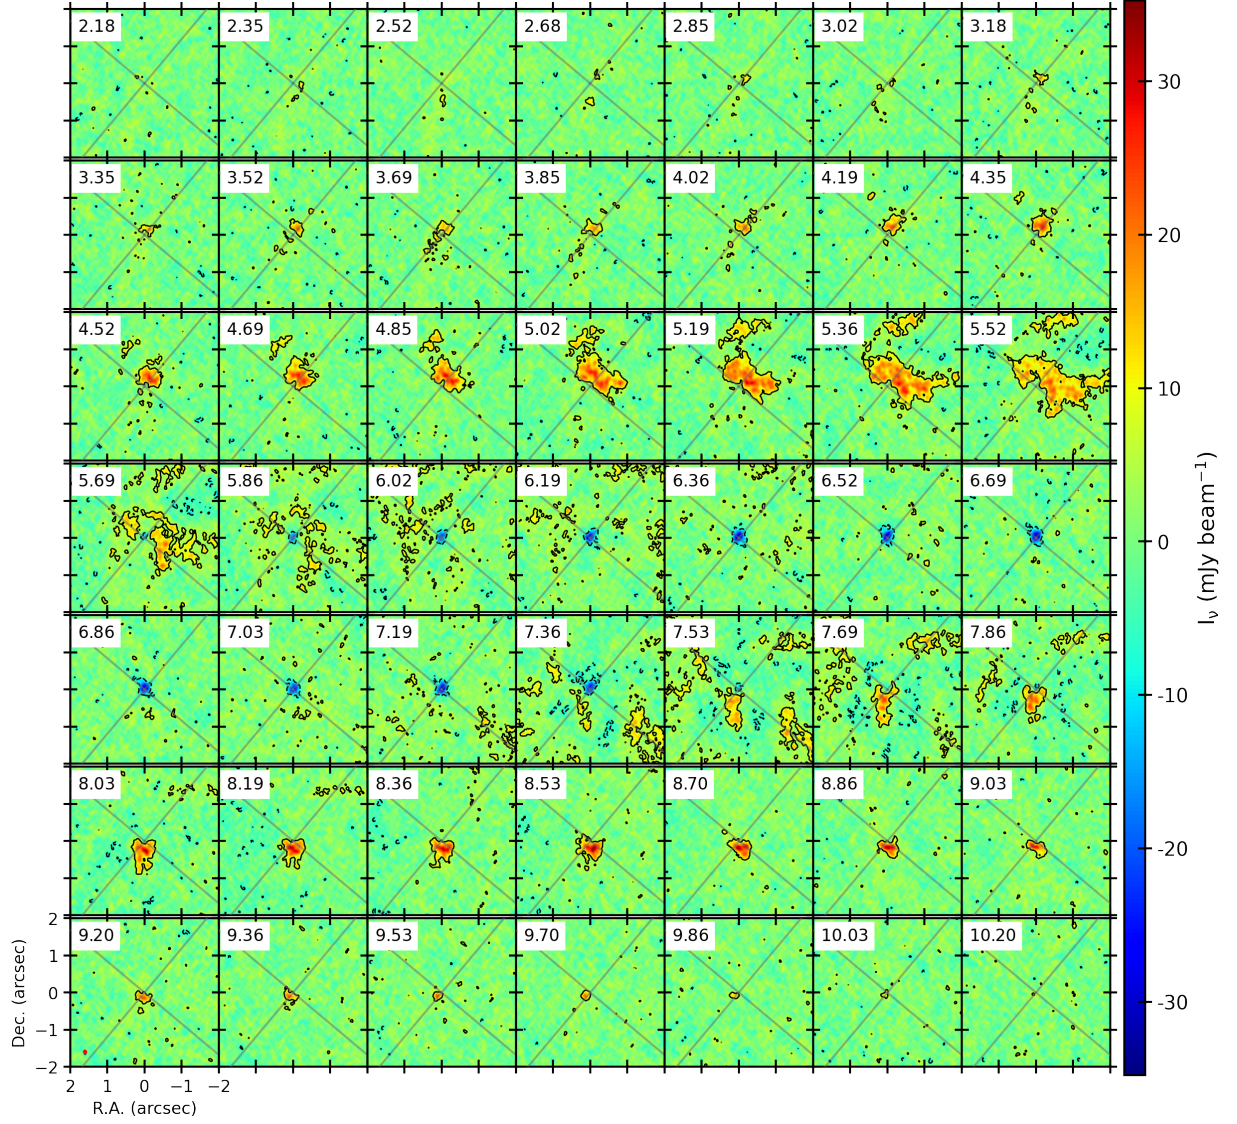 2.18 2.35 2.52 2.68 2.85 3.02 3.18
3.35 3.52 3.69 3.85 4.02 4.19 4.35
4.52 4.69 4.85 5.02 5.19 5.36 5.52
5.69 5.86 6.02 6.19 6.36 6.52 6.69
6.86 7.03 7.19 7.36 7.53 7.69 7.86
8.03 8.19 8.36 8.53 8.70 8.86 9.03
9.20 9.36 9.53 9.70 9.86 10.03 10.20
2
1
0
−1
−2
Dec. (arcsec)
2 1 0 −1 −2
R.A. (arcsec)
30
20
10
0
-10
-20
-30
Iν (mJy beam⁻¹)